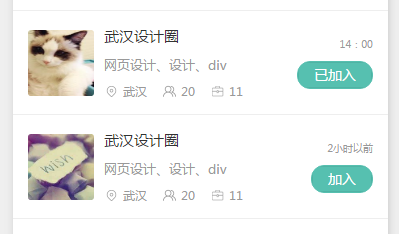 武汉设计圈
14：00
网页设计、设计、div
已加入
武汉 20 11
武汉设计圈
2小时以前
wish
网页设计、设计、div
加入
武汉 20 11